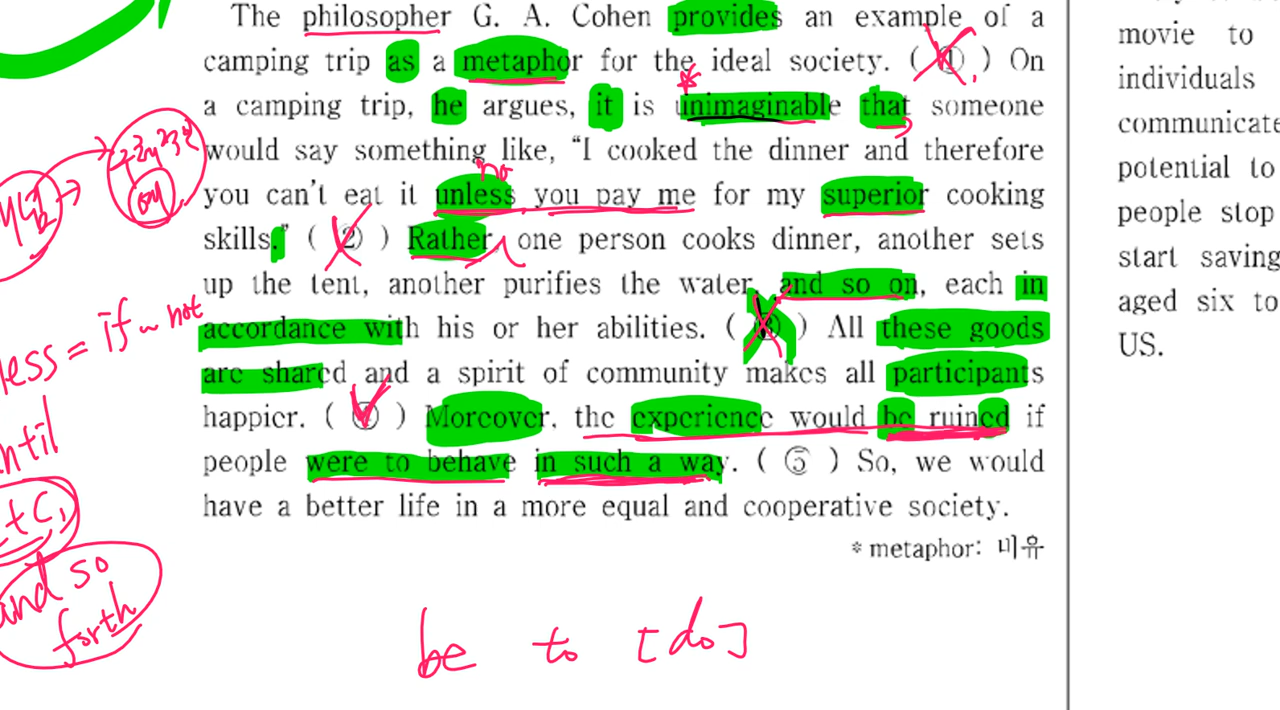 The philosopher G. A. Cohen provides an example of a
camping trip as a metaphor for the ideal society. ( ① ) On
a camping trip, he argues, it is unimaginable that someone
would say something like, “I cooked the dinner and therefore
no
you can't eat it unless you pay me for my superior cooking
skills.” ( ② ) Rather, one person cooks dinner, another sets
up the tent, another purifies the water, and so on, each in
accordance with his or her abilities. ( ③ ) All these goods
are shared and a spirit of community makes all participants
happier. ( ④ ) Moreover, the experience would be ruined if
people were to behave in such a way. ( ⑤ ) So, we would
have a better life in a more equal and cooperative society.
* metaphor: 비유
less = if ~ not
ntil
and so
forth
be to [do]
movie to
individuals
communicate
potential to
people stop
start saving
aged six to
US.